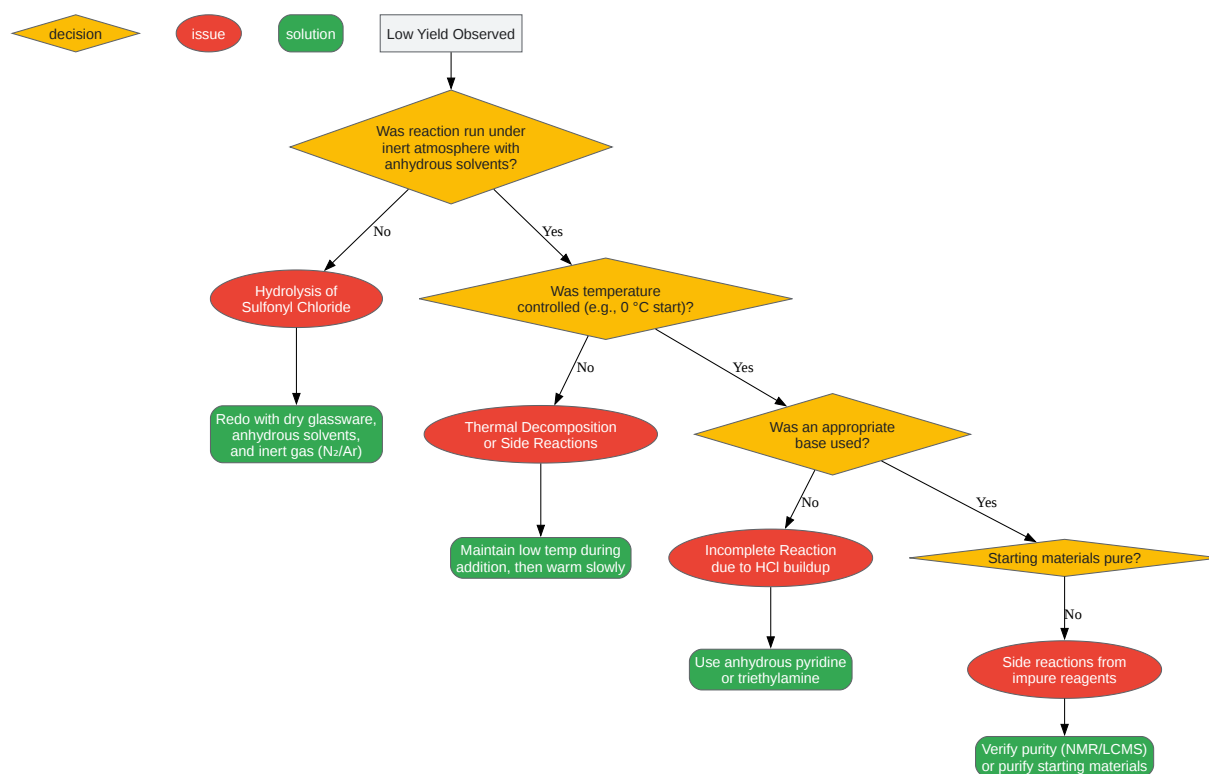 decision
issue
solution
Low Yield Observed
Was reaction run under
inert atmosphere with
anhydrous solvents?
No
Yes
Hydrolysis of
Sulfonyl Chloride
Was temperature
controlled (e.g., 0 °C start)?
No
Yes
Redo with dry glassware,
anhydrous solvents,
and inert gas (N₂/Ar)
Thermal Decomposition
or Side Reactions
Was an appropriate
base used?
No
Yes
Maintain low temp during
addition, then warm slowly
Incomplete Reaction
due to HCl buildup
Starting materials pure?
No
Use anhydrous pyridine
or triethylamine
Side reactions from
impure reagents
Verify purity (NMR/LCMS)
or purify starting materials